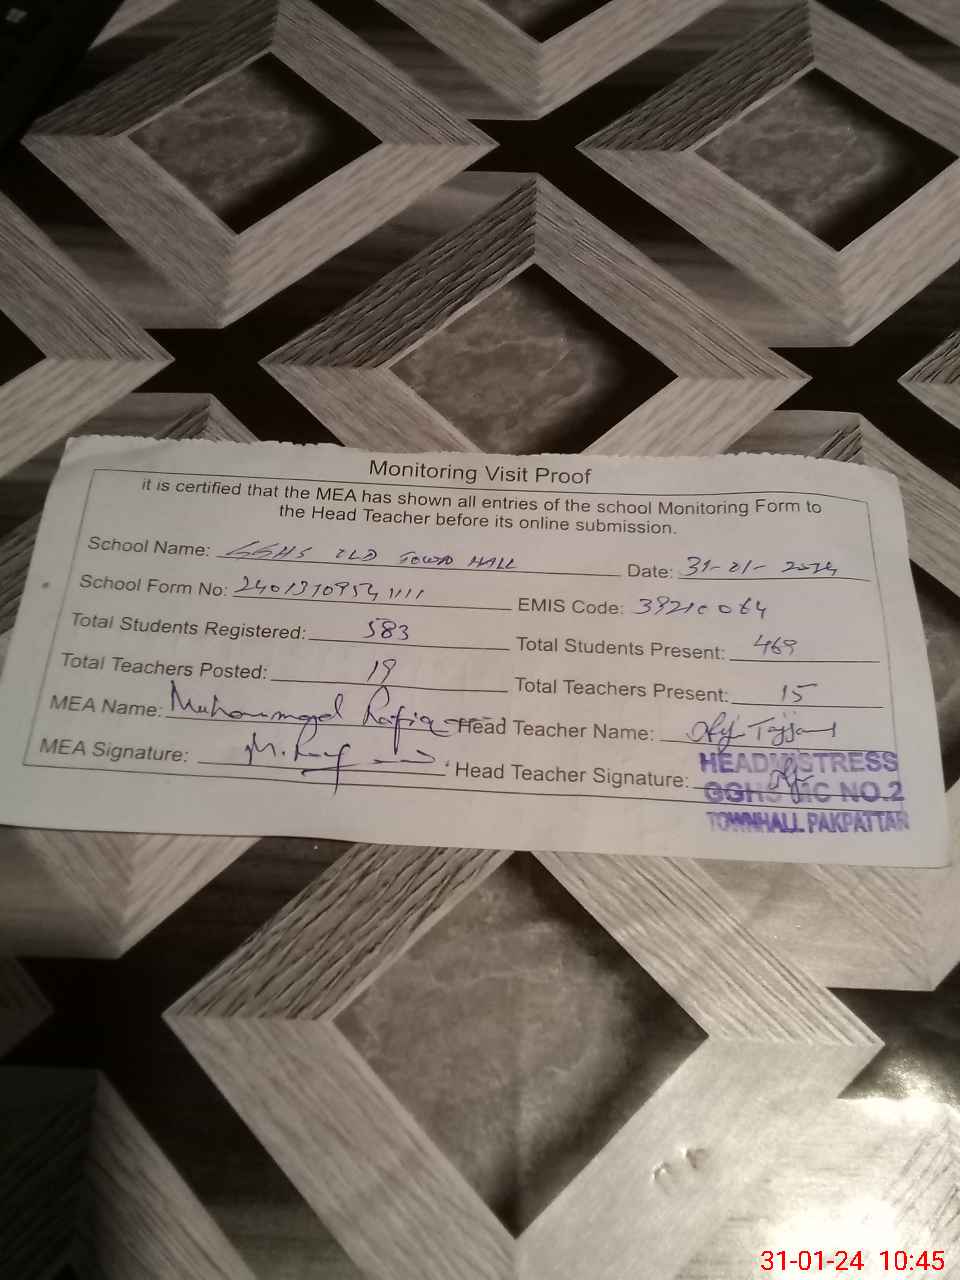 Monitoring Visit Proof
it is certified that the MEA has shown all entries of the school Monitoring Form to
the Head Teacher before its online submission.
School Name: GGHS OLD TOWN HALL Date: 31-01-2024
School Form No: 2401310954 1111 EMIS Code: 39210064
Total Students Registered: 583 Total Students Present: 469
Total Teachers Posted: 19 Total Teachers Present: 15
MEA Name: Muhammad Rafiq Head Teacher Name:
MEA Signature: Head Teacher Signature:
HEADMISTRESS
GGHS MC NO.2
TOWNHALL PAKPATTAN
31-01-24 10:45